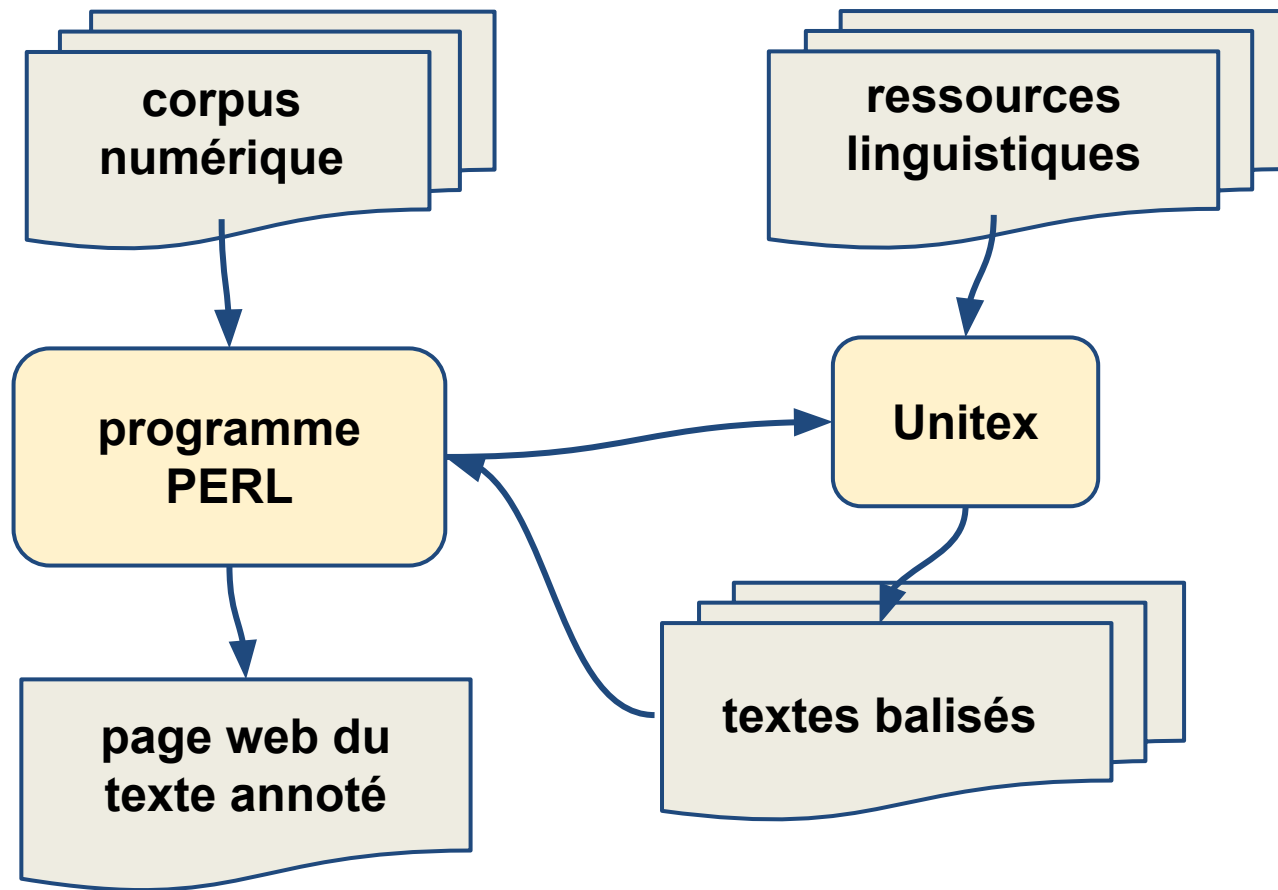 corpus
numérique
ressources
linguistiques
programme
PERL
Unitex
page web du
texte annoté
textes balisés